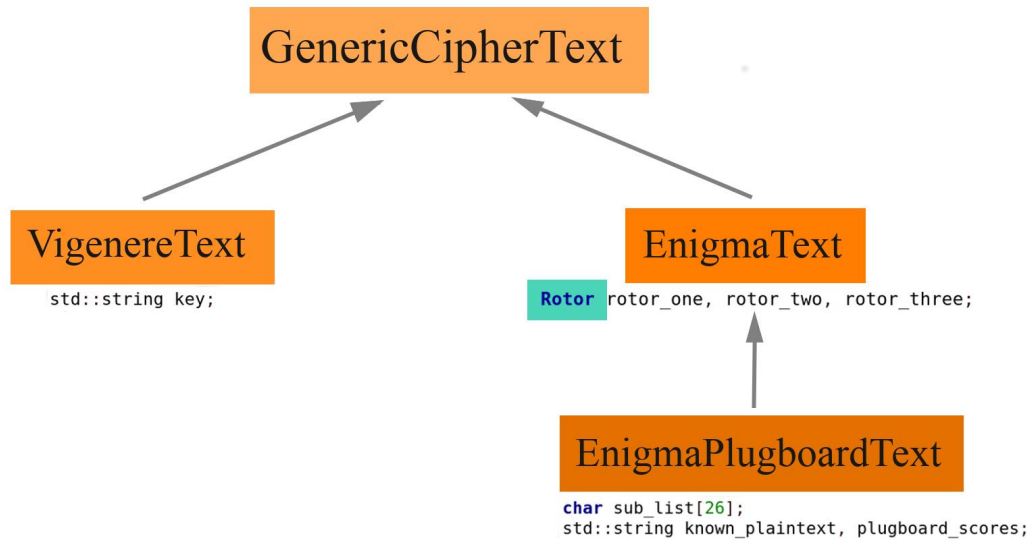 GenericCipherText
VigenereText
EnigmaText
std::string key;
Rotor rotor_one, rotor_two, rotor_three;
EnigmaPlugboardText
char sub_list[26];
std::string known_plaintext, plugboard_scores;